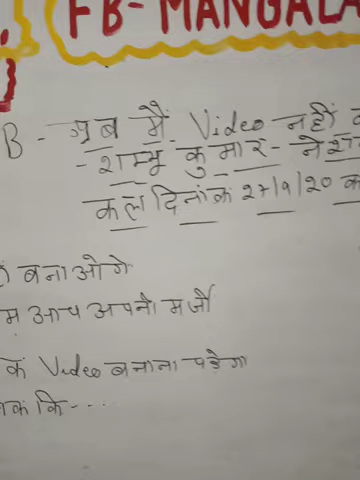 FB-MANGALA
B - अब मैं Video नहीं
- शम्भू कुमार - ने
कल दिनांक 27/9/20
बनाओगे
आप अपनी मर्जी
के Video बनाना पड़ेगा
कि----